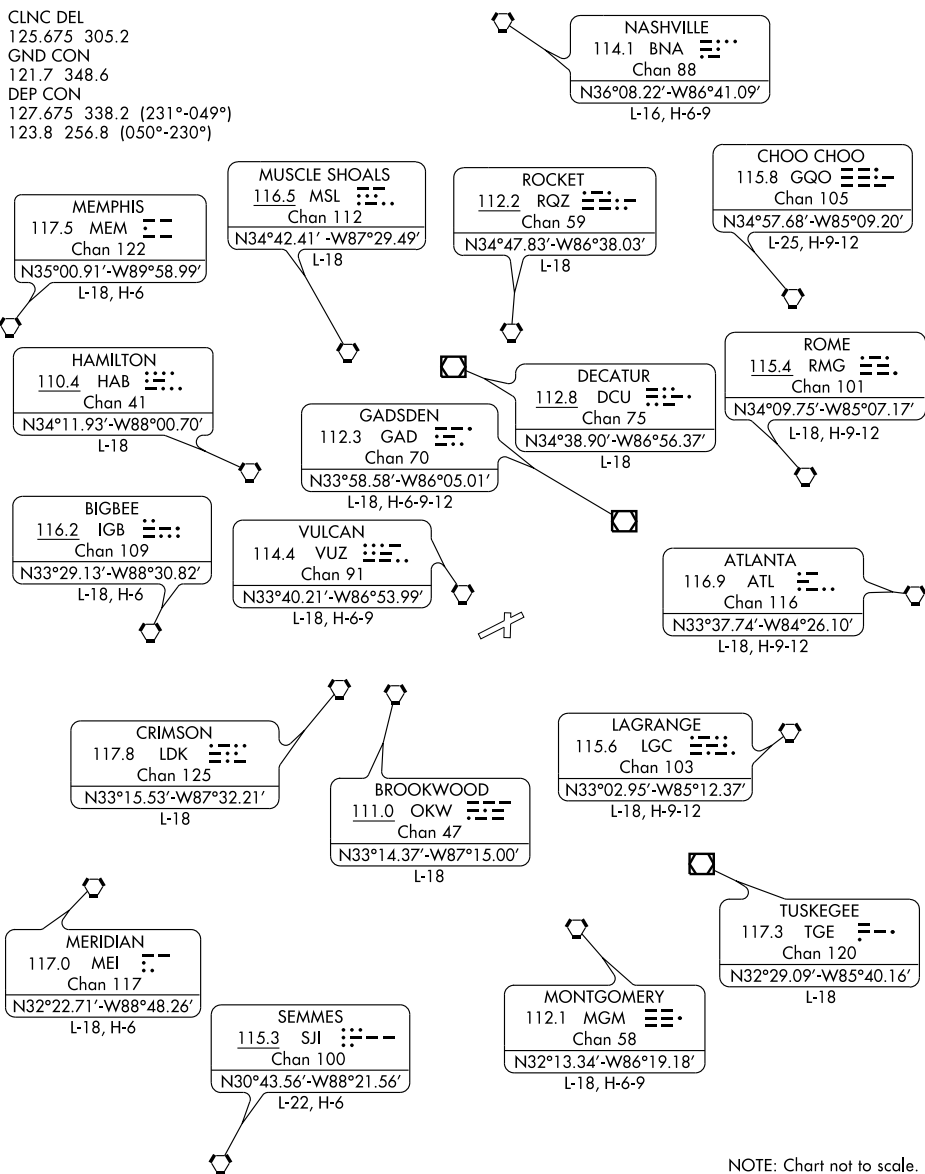 CLNC DEL
125.675 305.2
GND CON
121.7 348.6
DEP CON
127.675 338.2 (231°-049°)
123.8 256.8 (050°-230°)
NASHVILLE
114.1 BNA
Chan 88
N36°08.22′-W86°41.09′
L-16, H-6-9
MUSCLE SHOALS
116.5 MSL
Chan 112
N34°42.41′ -W87°29.49′
L-18
ROCKET
112.2 RQZ
Chan 59
N34°47.83′-W86°38.03′
L-18
CHOO CHOO
115.8 GQO
Chan 105
N34°57.68′-W85°09.20′
L-25, H-9-12
MEMPHIS
117.5 MEM
Chan 122
N35°00.91′-W89°58.99′
L-18, H-6
HAMILTON
110.4 HAB
Chan 41
N34°11.93′-W88°00.70′
L-18
DECATUR
112.8 DCU
Chan 75
N34°38.90′-W86°56.37′
L-18
ROME
115.4 RMG
Chan 101
N34°09.75′-W85°07.17′
L-18, H-9-12
GADSDEN
112.3 GAD
Chan 70
N33°58.58′-W86°05.01′
L-18, H-6-9-12
BIGBEE
116.2 IGB
Chan 109
N33°29.13′-W88°30.82′
L-18, H-6
VULCAN
114.4 VUZ
Chan 91
N33°40.21′-W86°53.99′
L-18, H-6-9
ATLANTA
116.9 ATL
Chan 116
N33°37.74′-W84°26.10′
L-18, H-9-12
CRIMSON
117.8 LDK
Chan 125
N33°15.53′-W87°32.21′
L-18
BROOKWOOD
111.0 OKW
Chan 47
N33°14.37′-W87°15.00′
L-18
LAGRANGE
115.6 LGC
Chan 103
N33°02.95′-W85°12.37′
L-18, H-9-12
TUSKEGEE
117.3 TGE
Chan 120
N32°29.09′-W85°40.16′
L-18
MERIDIAN
117.0 MEI
Chan 117
N32°22.71′-W88°48.26′
L-18, H-6
MONTGOMERY
112.1 MGM
Chan 58
N32°13.34′-W86°19.18′
L-18, H-6-9
SEMMES
115.3 SJI
Chan 100
N30°43.56′-W88°21.56′
L-22, H-6
NOTE: Chart not to scale.